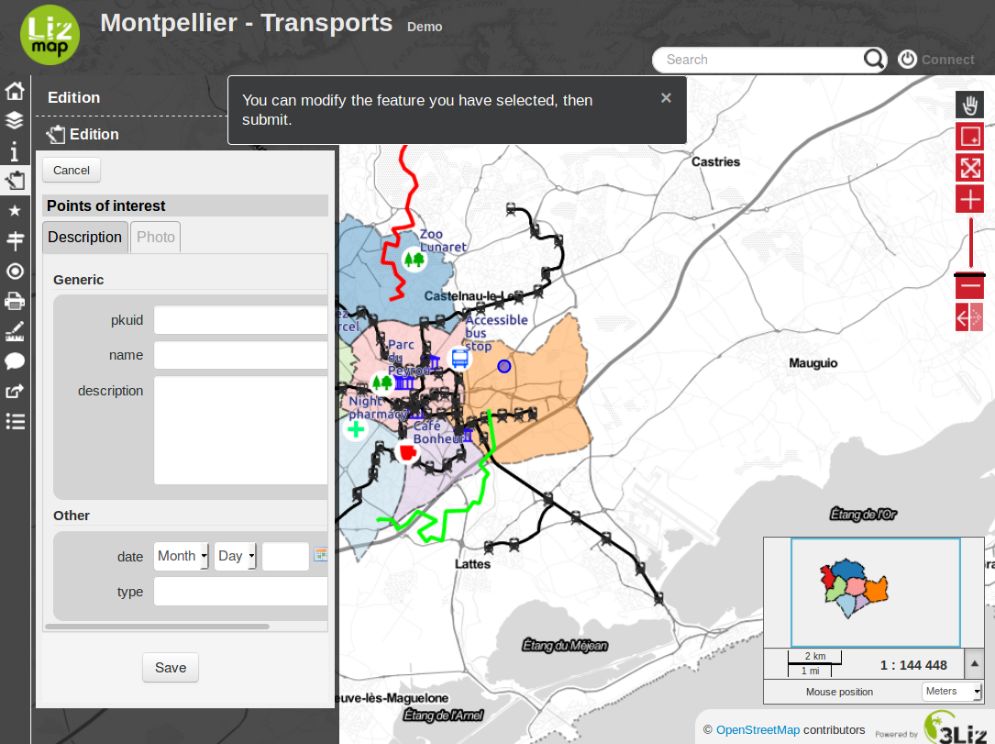 Liz
map
Montpellier - Transports Demo
Search
Connect
Edition
You can modify the feature you have selected, then
submit.
×
Edition
Cancel
Points of interest
Description
Photo
Generic
pkuid
name
description
Other
date
Month
Day
type
Save
Castries
Zoo
Lunaret
Castelnau-le-Le
Accessible
bus
stop
Parc
du
Peyrou
Mauguio
Night
pharmacy
Café
Bonheur
Étang de l'Or
Lattes
Étang du Méjean
euve-lès-Maguelone
Étang de l'Arnel
2 km
1 mi
1 : 144 448
Mouse position
Meters
© OpenStreetMap contributors
Powered by
3Liz